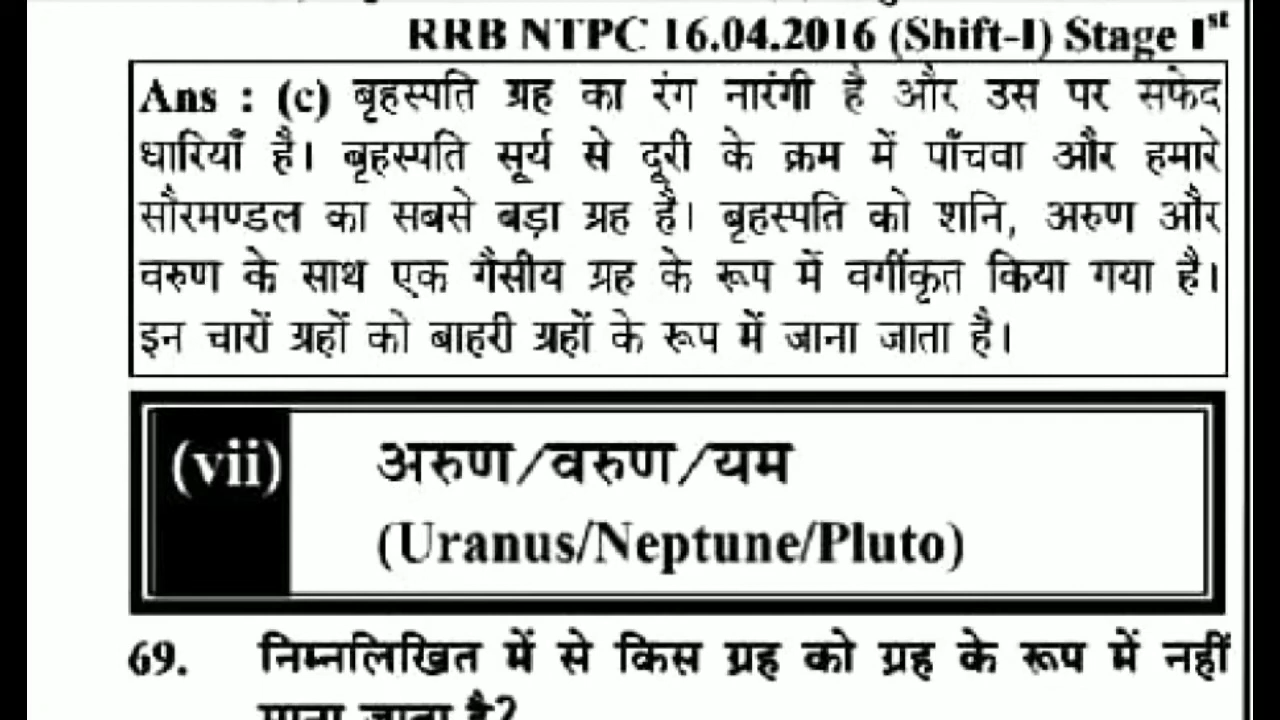 RRB NTPC 16.04.2016 (Shift-I) Stage Ist
Ans : (c) बृहस्पति ग्रह का रंग नारंगी है और उस पर सफेद
धारियाँ है। बृहस्पति सूर्य से दूरी के क्रम में पाँचवा और हमारे
सौरमण्डल का सबसे बड़ा ग्रह है। बृहस्पति को शनि, अरुण और
वरुण के साथ एक गैसीय ग्रह के रूप में वर्गीकृत किया गया है।
इन चारों ग्रहों को बाहरी ग्रहों के रूप में जाना जाता है।
(vii) अरुण/वरुण/यम
(Uranus/Neptune/Pluto)
69. निम्नलिखित में से किस ग्रह को ग्रह के रूप में नहीं
माना जाता है?